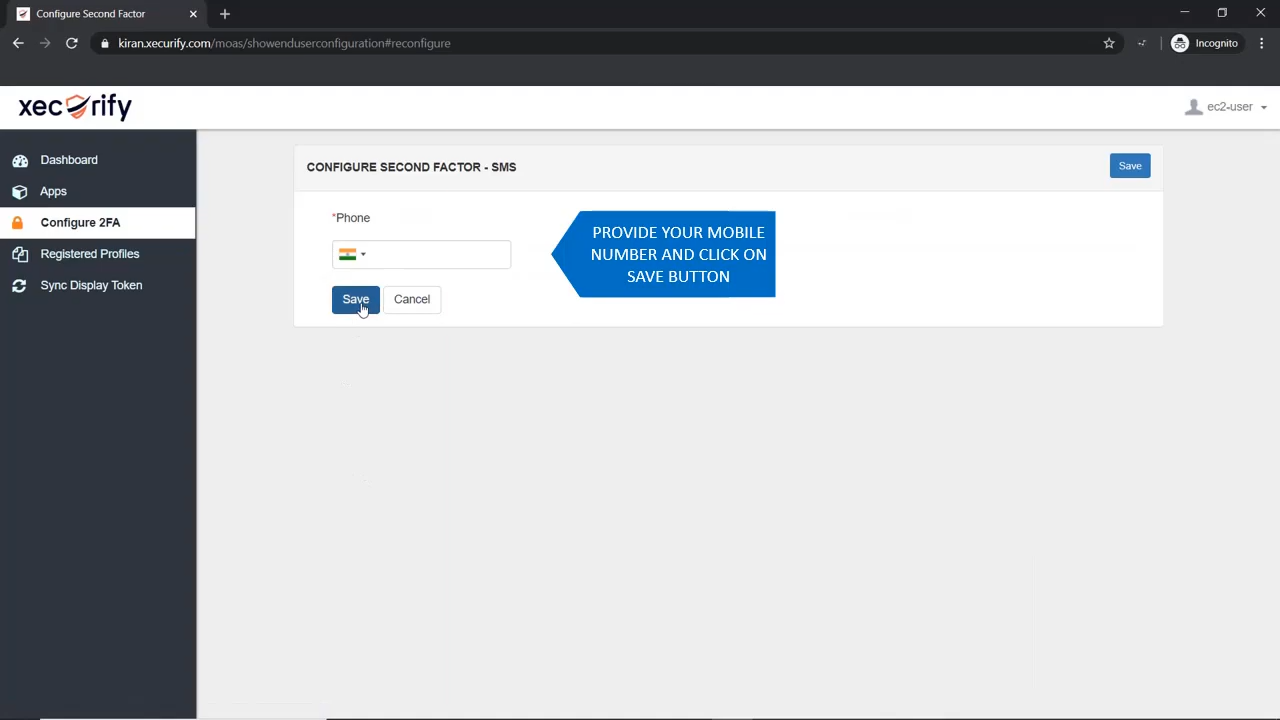 Configure Second Factor
kiran.xecurify.com/moas/showenduserconfiguration#reconfigure
Incognito
xecurify
ec2-user
Dashboard
Apps
Configure 2FA
Registered Profiles
Sync Display Token
CONFIGURE SECOND FACTOR - SMS
Save
*Phone
PROVIDE YOUR MOBILE
NUMBER AND CLICK ON
SAVE BUTTON
Save
Cancel